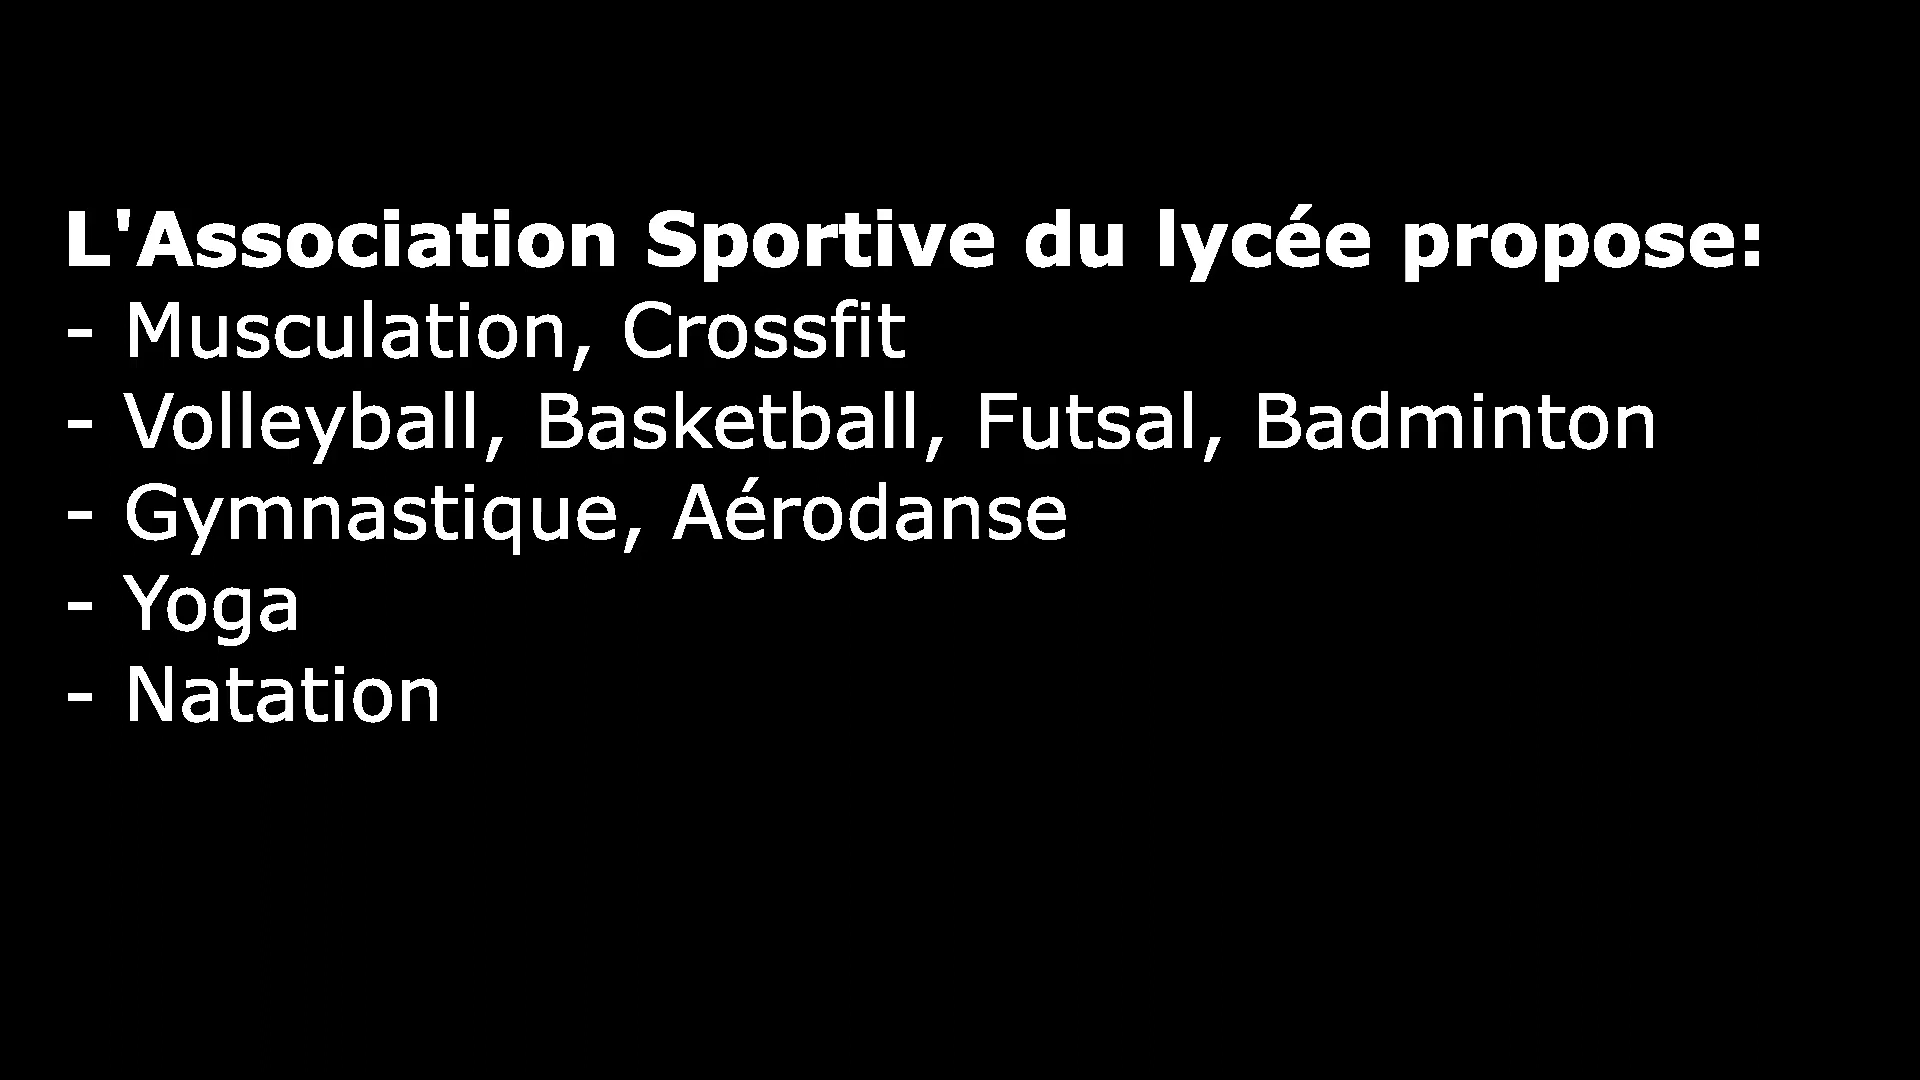 L'Association Sportive du lycée propose:
- Musculation, Crossfit
- Volleyball, Basketball, Futsal, Badminton
- Gymnastique, Aérodanse
- Yoga
- Natation